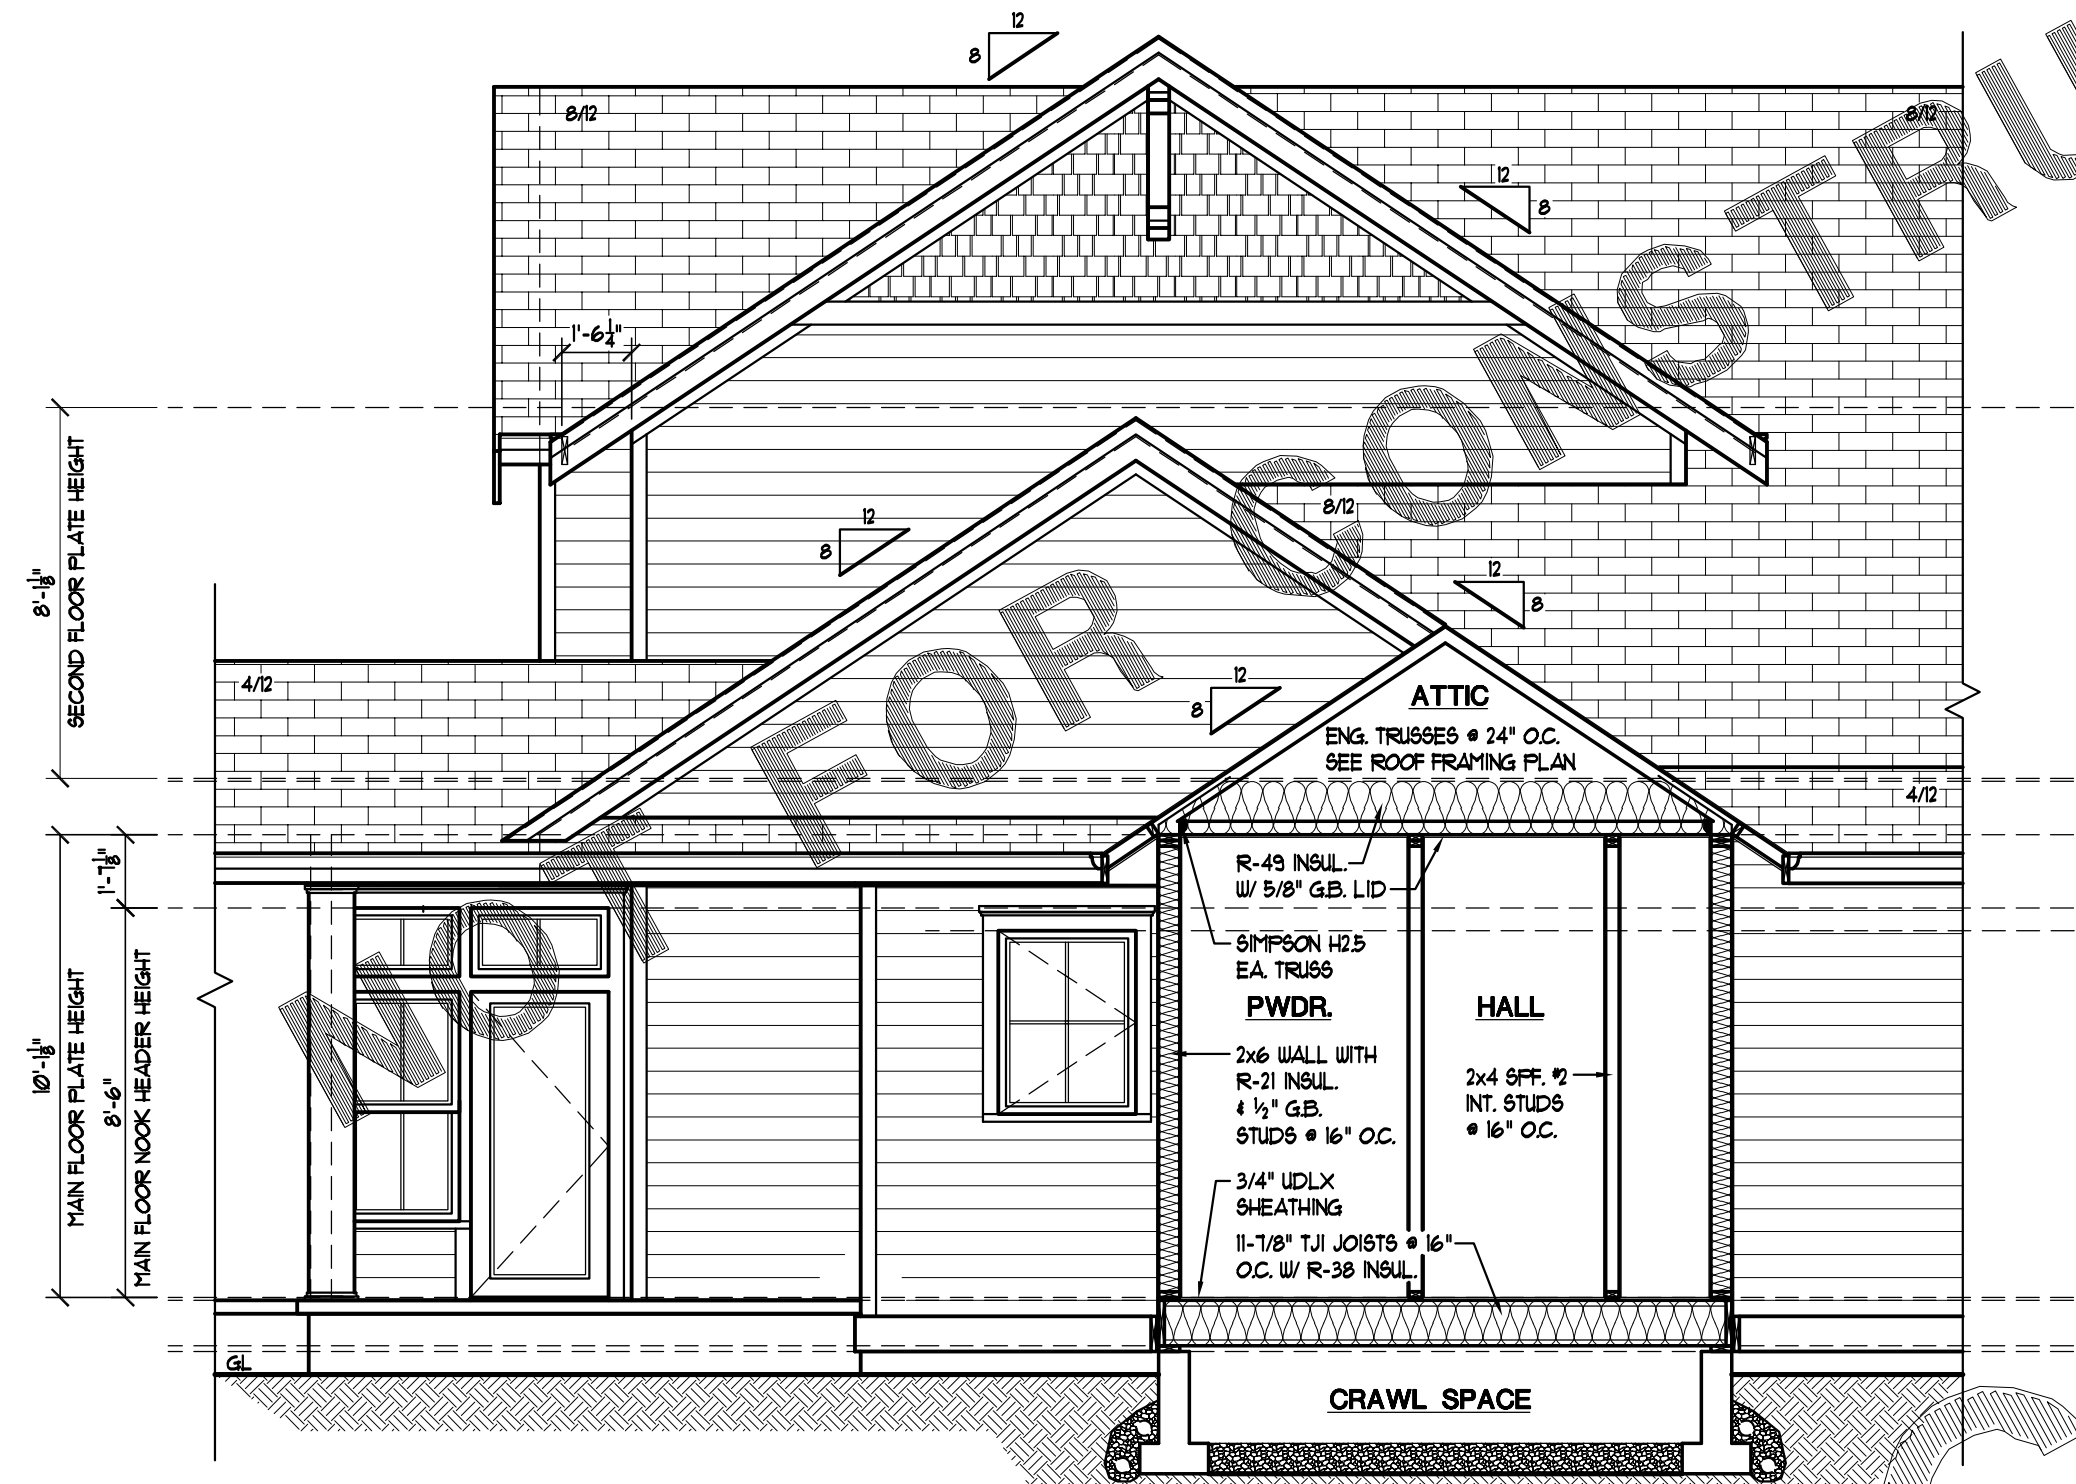 12
8
8/12
8/12
12
8
1'-6 1/4"
8'-1 1/8"
SECOND FLOOR PLATE HEIGHT
12
8
8/12
12
8
4/12
12
8
ATTIC
ENG. TRUSSES @ 24" O.C.
SEE ROOF FRAMING PLAN
4/12
1'-7 1/8"
10'-1 1/8"
MAIN FLOOR PLATE HEIGHT
8'-6"
MAIN FLOOR NOOK HEADER HEIGHT
R-49 INSUL.
W/ 5/8" G.B. LID
SIMPSON H2.5
EA. TRUSS
PWDR.
HALL
2x6 WALL WITH
R-21 INSUL.
& 1/2" G.B.
STUDS @ 16" O.C.
2x4 SPF. #2
INT. STUDS
@ 16" O.C.
3/4" UDLX
SHEATHING
11-7/8" TJI JOISTS @ 16"
O.C. W/ R-38 INSUL.
GL
CRAWL SPACE
NOT FOR CONSTRU